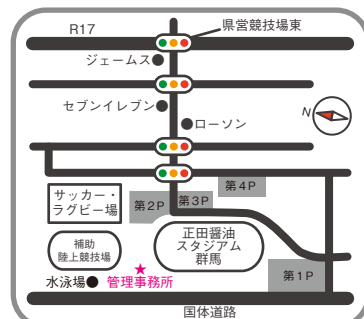 R17
県営競技場東
ジェームス
セブンイレブン
ローソン
N
サッカー・
ラグビー場
第2P
第3P
第4P
補助
陸上競技場
正田醤油
スタジアム
群馬
水泳場
★
管理事務所
第1P
国体道路